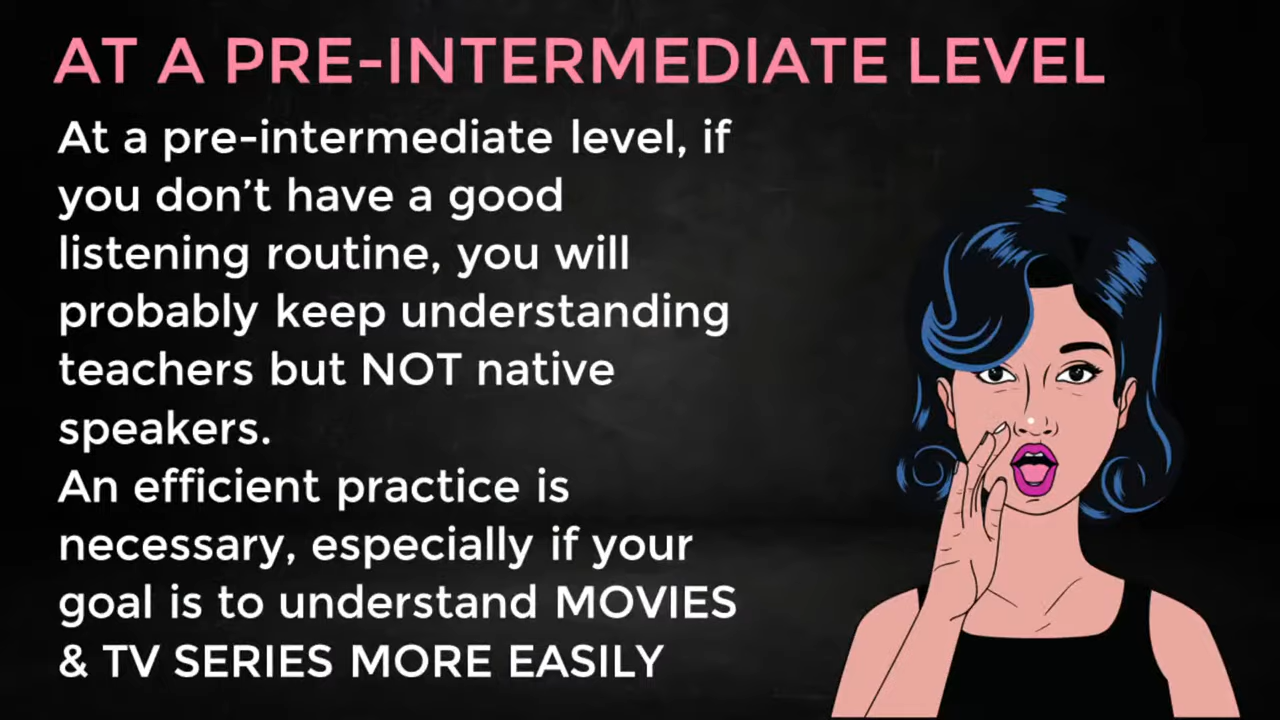 AT A PRE-INTERMEDIATE LEVEL
At a pre-intermediate level, if
you don't have a good
listening routine, you will
probably keep understanding
teachers but NOT native
speakers.
An efficient practice is
necessary, especially if your
goal is to understand MOVIES
& TV SERIES MORE EASILY